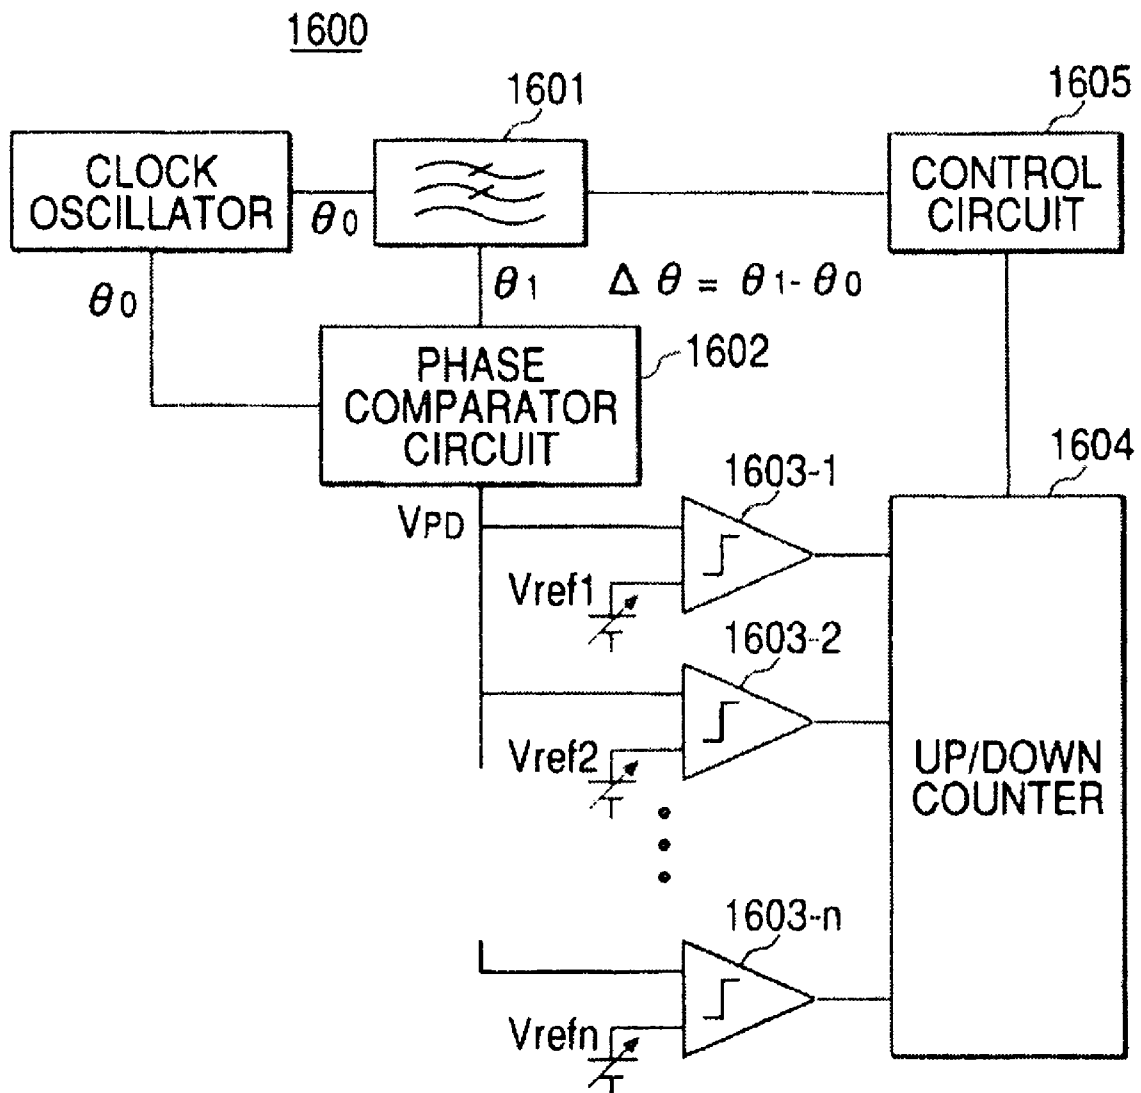 1600
1601
1605
CLOCK
OSCILLATOR
θ0
CONTROL
CIRCUIT
θ0
θ1
Δ θ = θ1- θ0
PHASE
COMPARATOR
CIRCUIT
1602
1603-1
1604
VPD
Vref1
1603-2
Vref2
UP/DOWN
COUNTER
1603-n
Vrefn